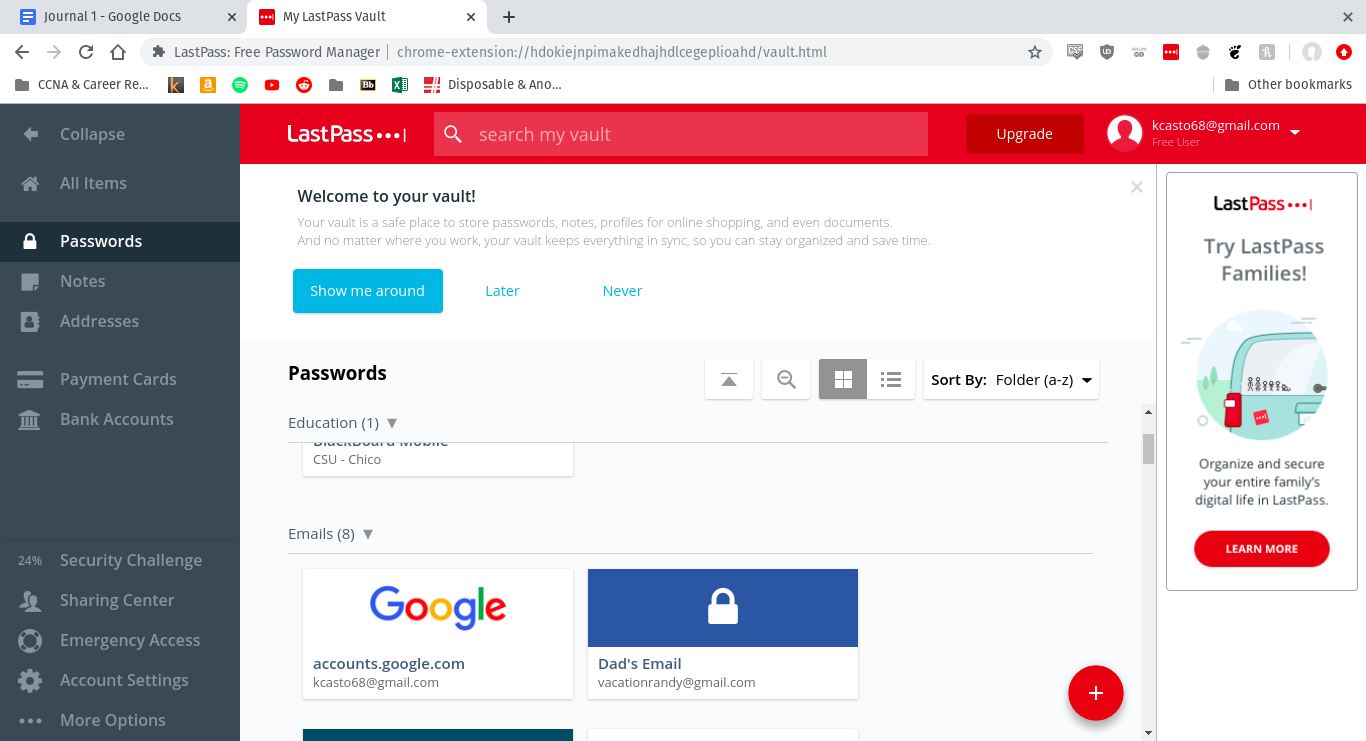 Journal 1 - Google Docs
My LastPass Vault
LastPass: Free Password Manager
chrome-extension://hdokiejnpimakedhajhdlcegeplioahd/vault.html
CCNA & Career Re...
Bb
Disposable & Ano...
Other bookmarks
Collapse
LastPass
search my vault
Upgrade
kcasto68@gmail.com
Free User
All Items
Passwords
Notes
Addresses
Payment Cards
Bank Accounts
24% Security Challenge
Sharing Center
Emergency Access
Account Settings
More Options
Welcome to your vault!
Your vault is a safe place to store passwords, notes, profiles for online shopping, and even documents.
And no matter where you work, your vault keeps everything in sync, so you can stay organized and save time.
Show me around
Later
Never
Passwords
Sort By: Folder (a-z)
Education (1)
BlackBoard Mobile
CSU - Chico
Emails (8)
Google
accounts.google.com
kcasto68@gmail.com
Dad's Email
vacationrandy@gmail.com
LastPass
Try LastPass
Families!
Organize and secure
your entire family's
digital life in LastPass.
LEARN MORE